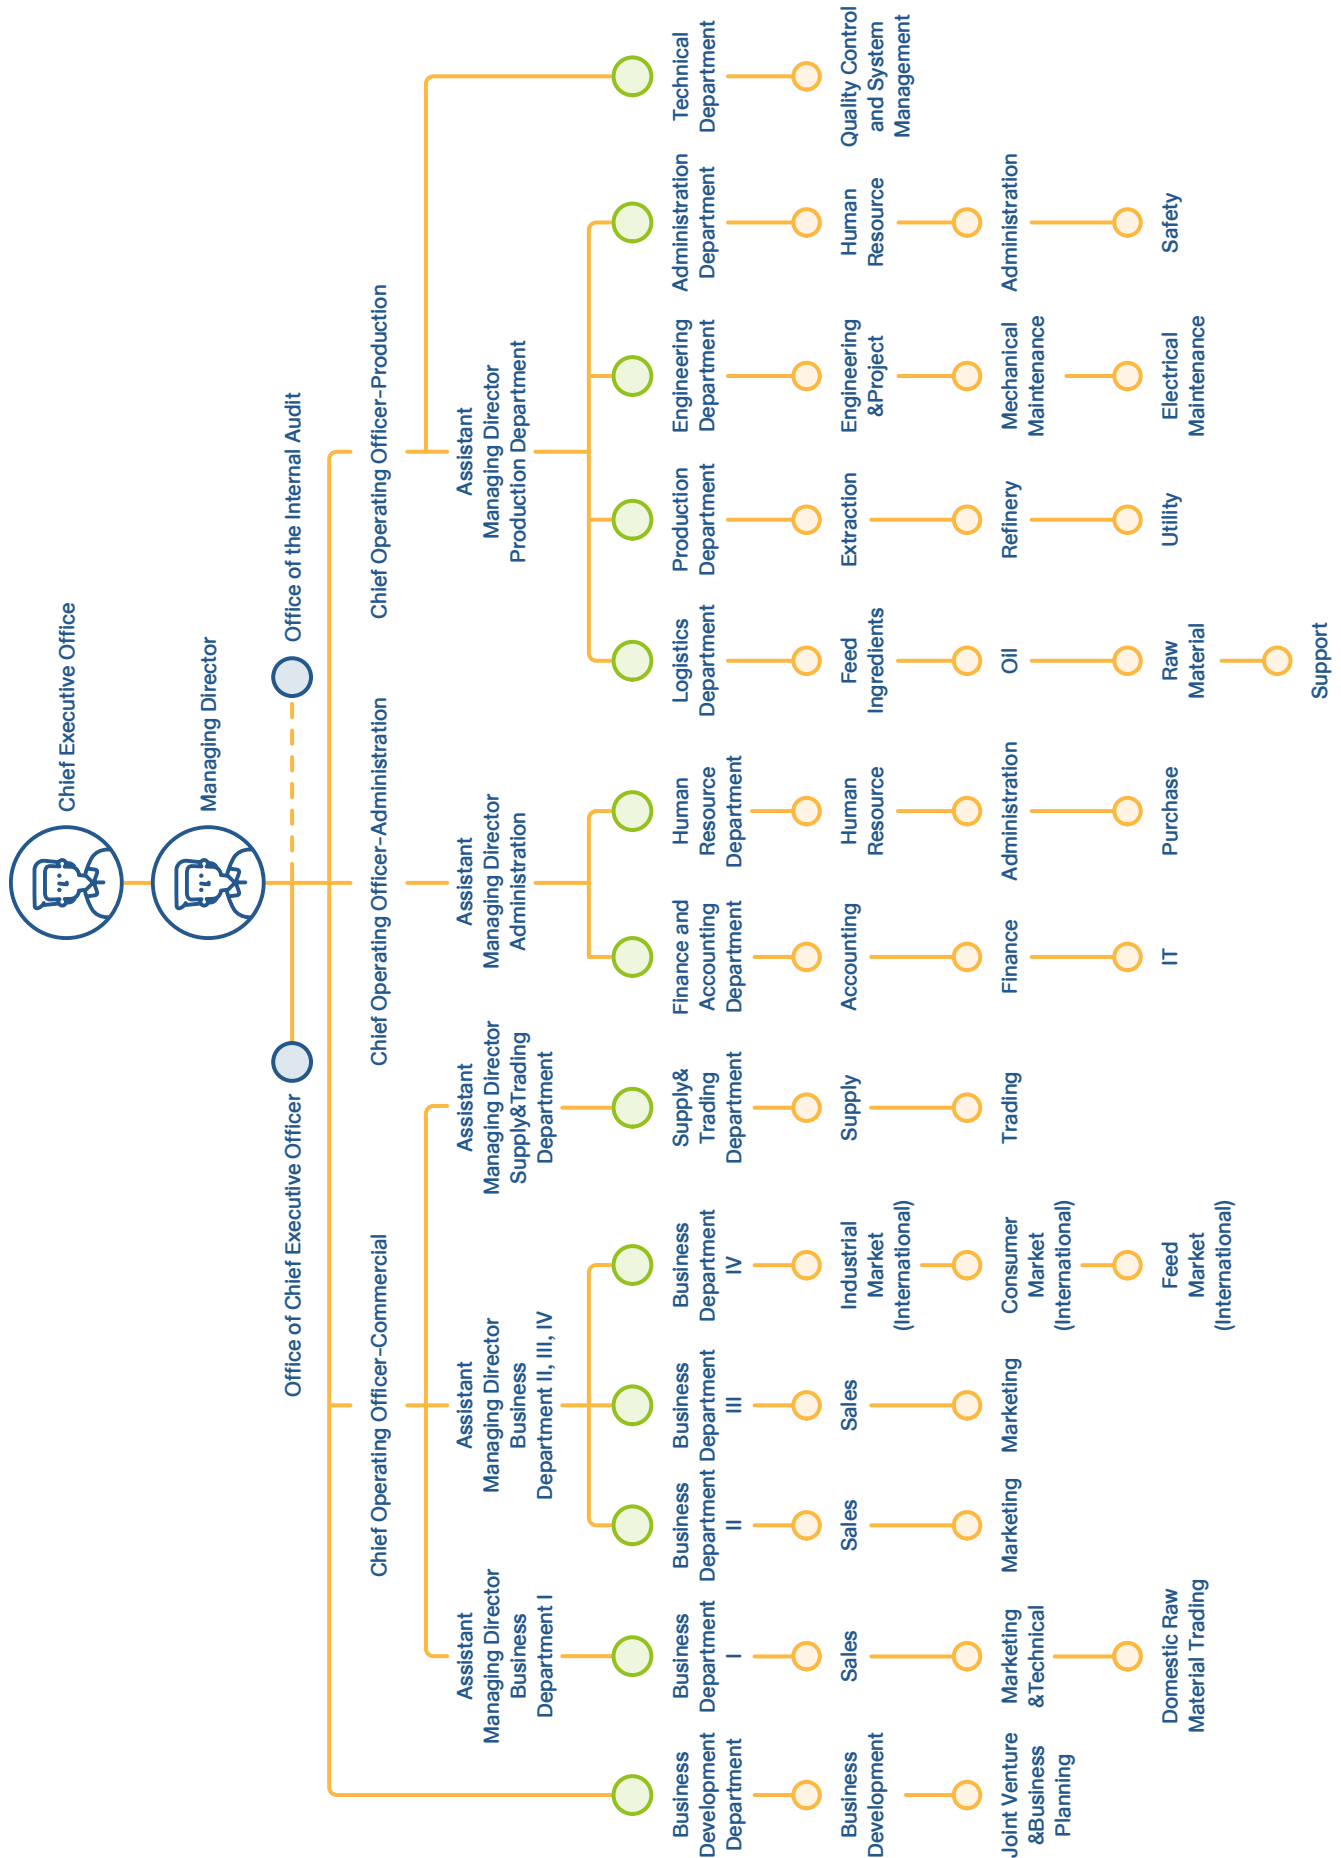 Chief Executive Office
Managing Director
Office of Chief Executive Officer
Office of the Internal Audit
Chief Operating Officer-Commercial
Chief Operating Officer-Administration
Chief Operating Officer-Production
Assistant
Managing Director
Business
Department I
Assistant
Managing Director
Business
Department II, III, IV
Assistant
Managing Director
Supply&Trading
Department
Assistant
Managing Director
Administration
Assistant
Managing Director
Production Department
Business
Development
Department
Business
Development
Joint Venture
&Business
Planning
Business
Department
I
Sales
Marketing
&Technical
Domestic Raw
Material Trading
Business
Department
II
Sales
Marketing
Business
Department
III
Sales
Marketing
Business
Department
IV
Industrial
Market
(International)
Consumer
Market
(International)
Feed
Market
(International)
Supply&
Trading
Department
Supply
Trading
Finance and
Accounting
Department
Accounting
Finance
IT
Human
Resource
Department
Human
Resource
Administration
Purchase
Logistics
Department
Feed
Ingredients
Oil
Raw
Material
Support
Production
Department
Extraction
Refinery
Utility
Engineering
Department
Engineering
&Project
Mechanical
Maintenance
Electrical
Maintenance
Administration
Department
Human
Resource
Administration
Safety
Technical
Department
Quality Control
and System
Management